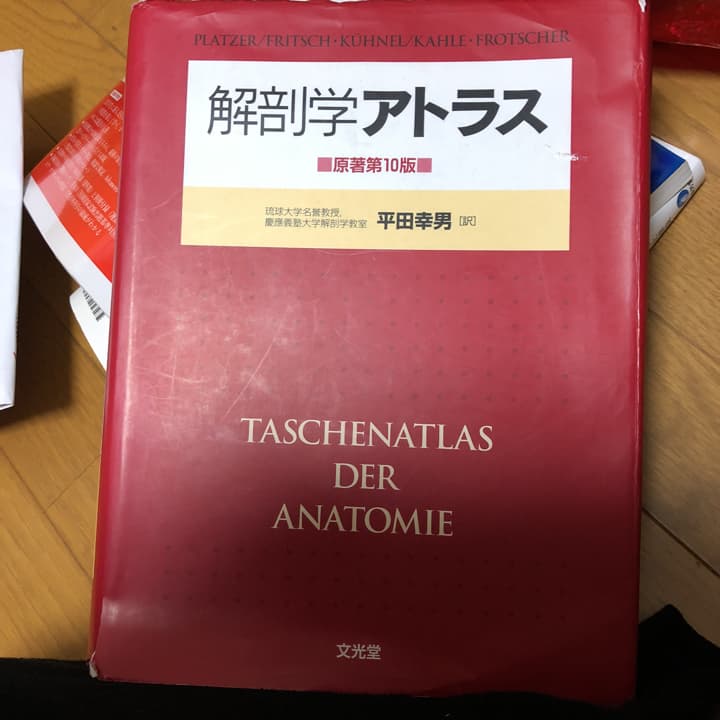 PLATZER/FRITSCH・KÜHNEL/KAHLE・FROTSCHER
解剖学アトラス
■原著第10版■
琉球大学名誉教授,
慶應義塾大学解剖学教室 平田幸男[訳]
TASCHENATLAS
DER
ANATOMIE
文光堂